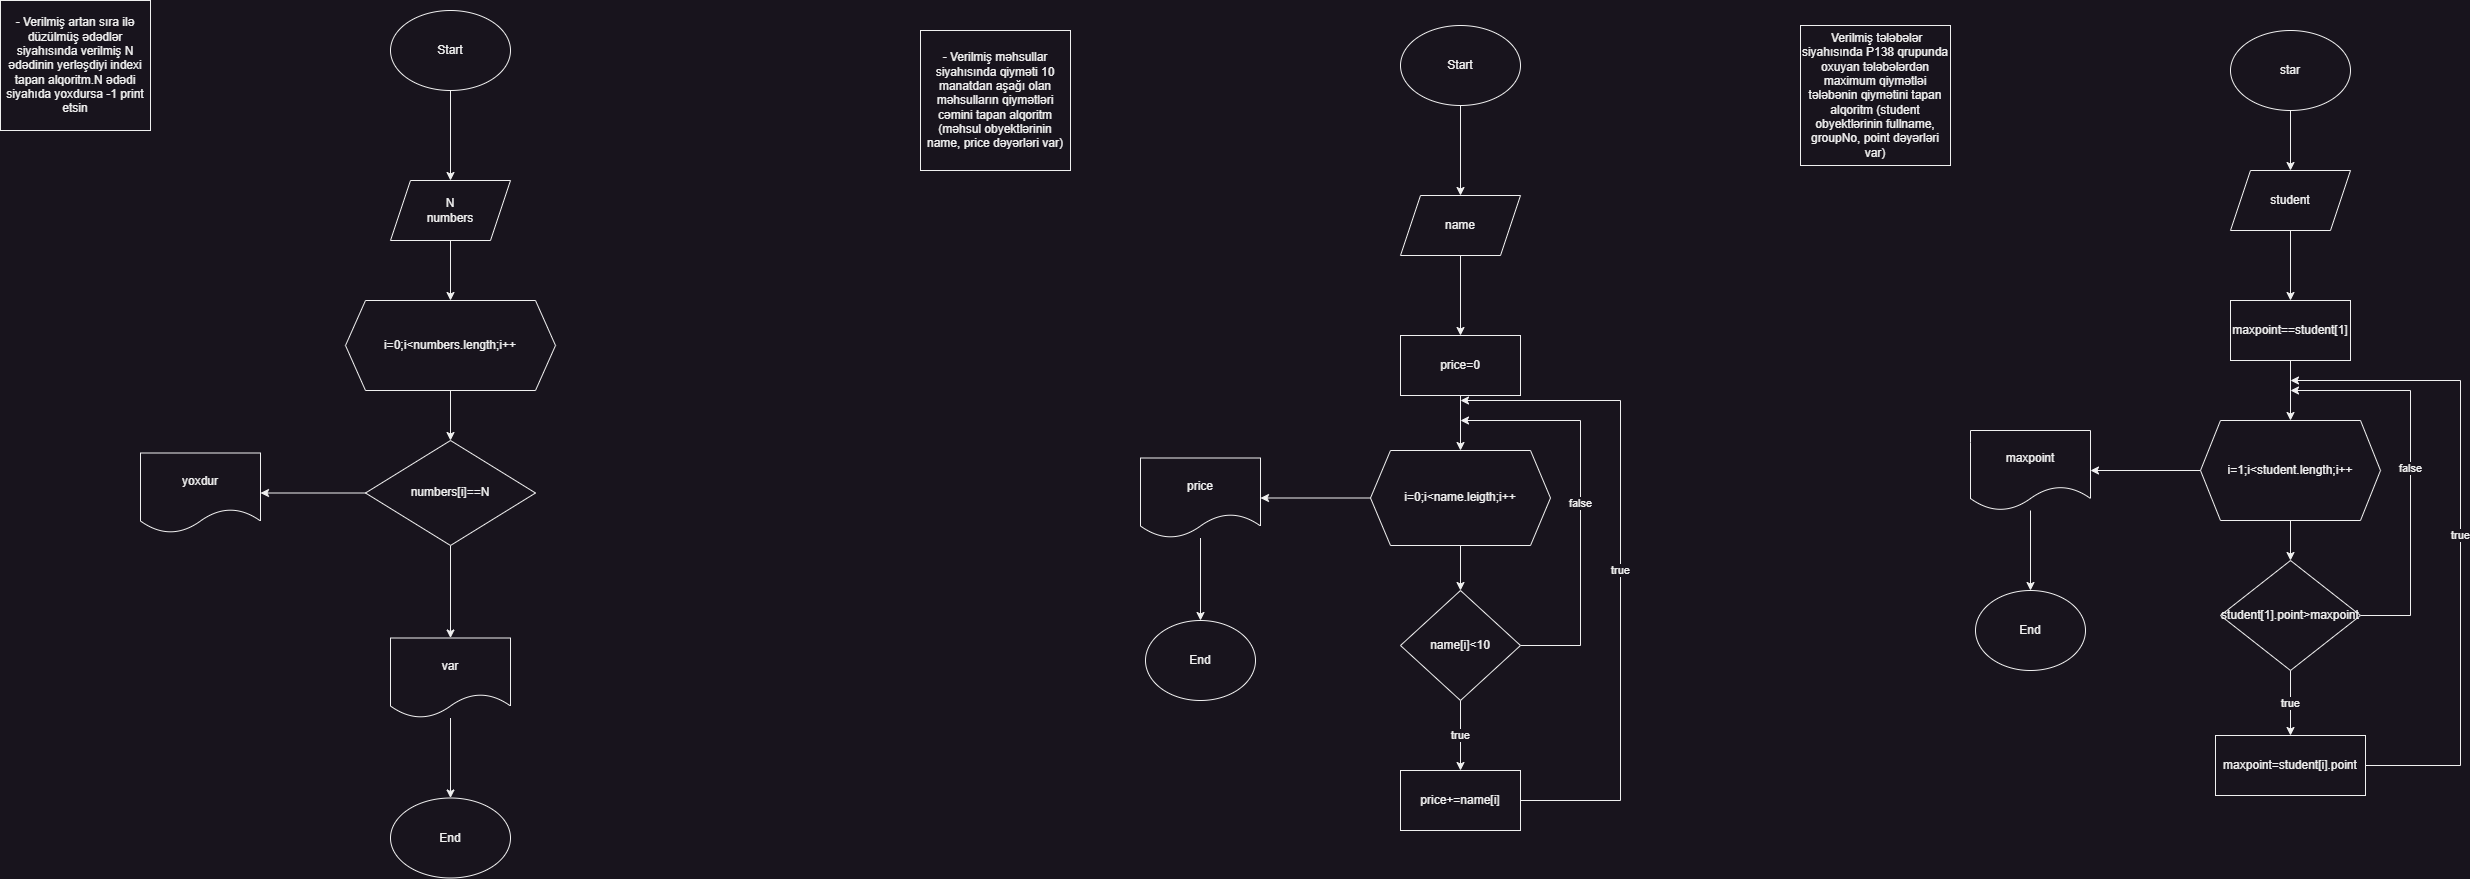 - Verilmiş artan sıra ilə
düzülmüş ədədlər
siyahısında verilmiş N
ədədinin yerləşdiyi indexi
tapan alqoritm.N ədədi
siyahıda yoxdursa -1 print
etsin
Start
N
numbers
i=0;i<numbers.length;i++
numbers[i]==N
yoxdur
var
End
- Verilmiş məhsullar
siyahısında qiyməti 10
manatdan aşağı olan
məhsulların qiymətləri
cəmini tapan alqoritm
(məhsul obyektlərinin
name, price dəyərləri var)
Start
name
price=0
i=0;i<name.leigth;i++
price
End
false
true
name[i]<10
true
price+=name[i]
Verilmiş tələbələr
siyahısında P138 qrupunda
oxuyan tələbələrdən
maximum qiymətləi
tələbənin qiymətini tapan
alqoritm (student
obyektlərinin fullname,
groupNo, point dəyərləri
var)
star
student
maxpoint==student[1]
i=1;i<student.length;i++
maxpoint
End
false
true
student[1].point>maxpoint
true
maxpoint=student[i].point